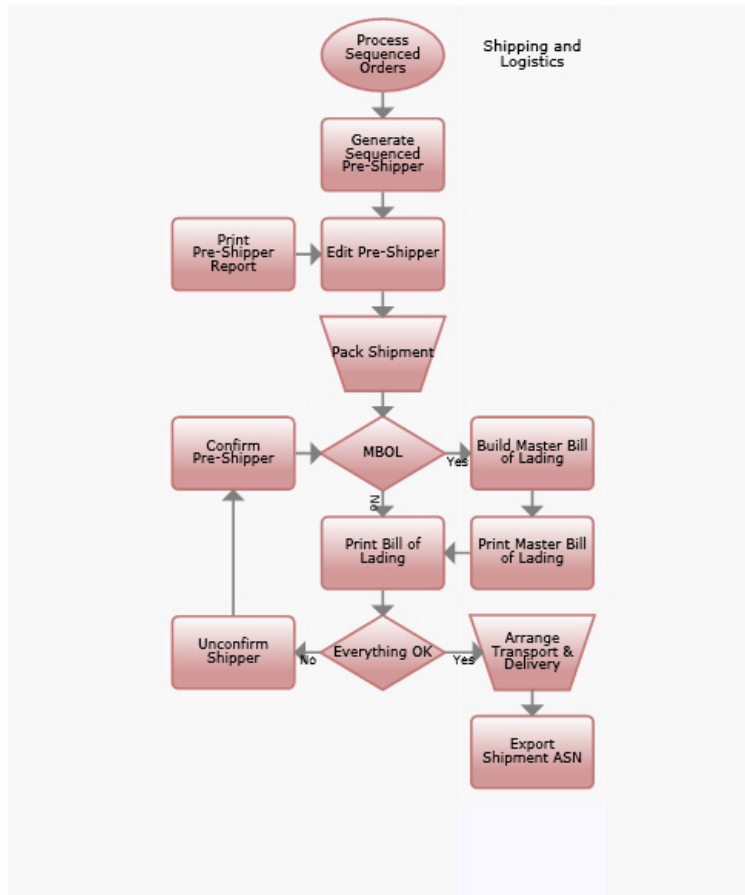 Process
Sequenced
Orders
Shipping and
Logistics
Generate
Sequenced
Pre-Shipper
Print
Pre-Shipper
Report
Edit Pre-Shipper
Pack Shipment
Confirm
Pre-Shipper
MBOL
Yes
Build Master Bill
of Lading
No
Print Bill of
Lading
Print Master Bill
of Lading
Unconfirm
Shipper
No
Everything OK
Yes
Arrange
Transport &
Delivery
Export
Shipment ASN